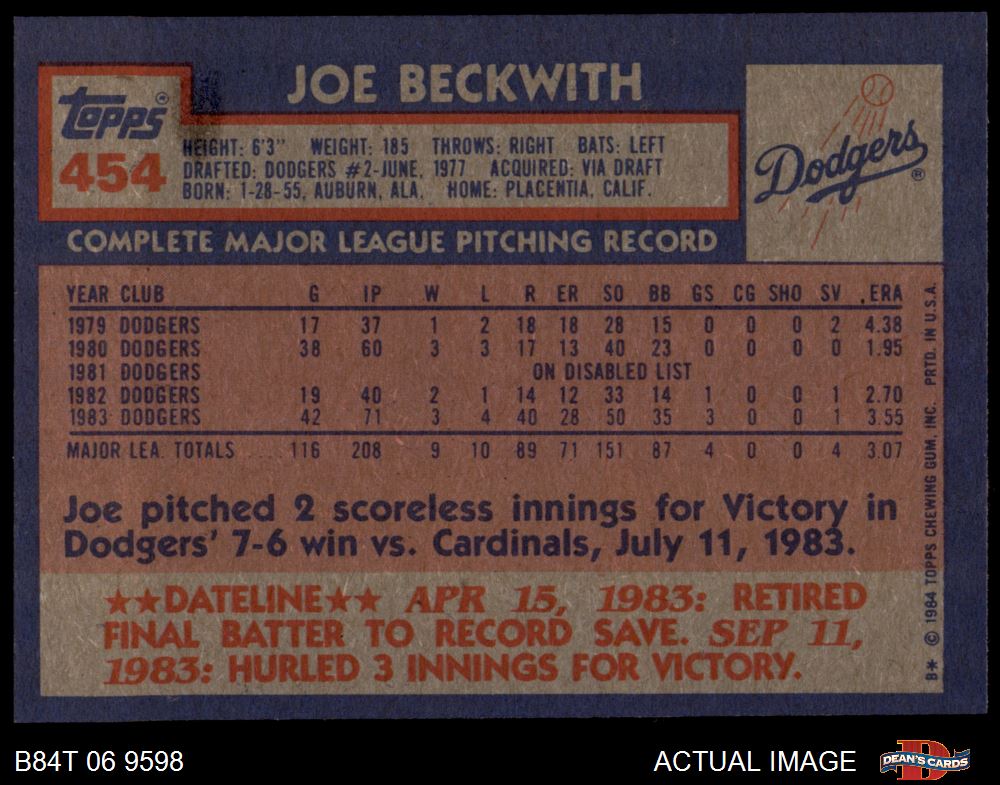 JOE BECKWITH
Topps®
454
HEIGHT: 6'3" WEIGHT: 185 THROWS: RIGHT BATS: LEFT
DRAFTED: DODGERS #2-JUNE, 1977 ACQUIRED: VIA DRAFT
BORN: 1-28-55, AUBURN, ALA. HOME: PLACENTIA, CALIF.
Dodgers®
COMPLETE MAJOR LEAGUE PITCHING RECORD
YEAR CLUB G IP W L R ER SO BB GS CG SHO SV ERA
1979 DODGERS 17 37 1 2 18 18 28 15 0 0 0 2 4.38
1980 DODGERS 38 60 3 3 17 13 40 23 0 0 0 0 1.95
1981 DODGERS ON DISABLED LIST
1982 DODGERS 19 40 2 1 14 12 33 14 1 0 0 1 2.70
1983 DODGERS 42 71 3 4 40 28 50 35 3 0 0 1 3.55
MAJOR LEA. TOTALS 116 208 9 10 89 71 151 87 4 0 0 4 3.07
Joe pitched 2 scoreless innings for Victory in
Dodgers' 7-6 win vs. Cardinals, July 11, 1983.
★★DATELINE★★ APR 15, 1983: RETIRED
FINAL BATTER TO RECORD SAVE. SEP 11,
1983: HURLED 3 INNINGS FOR VICTORY.
B* © 1984 TOPPS CHEWING GUM, INC. PRTD. IN U.S.A.
B84T 06 9598
ACTUAL IMAGE
D
DEAN'S CARDS